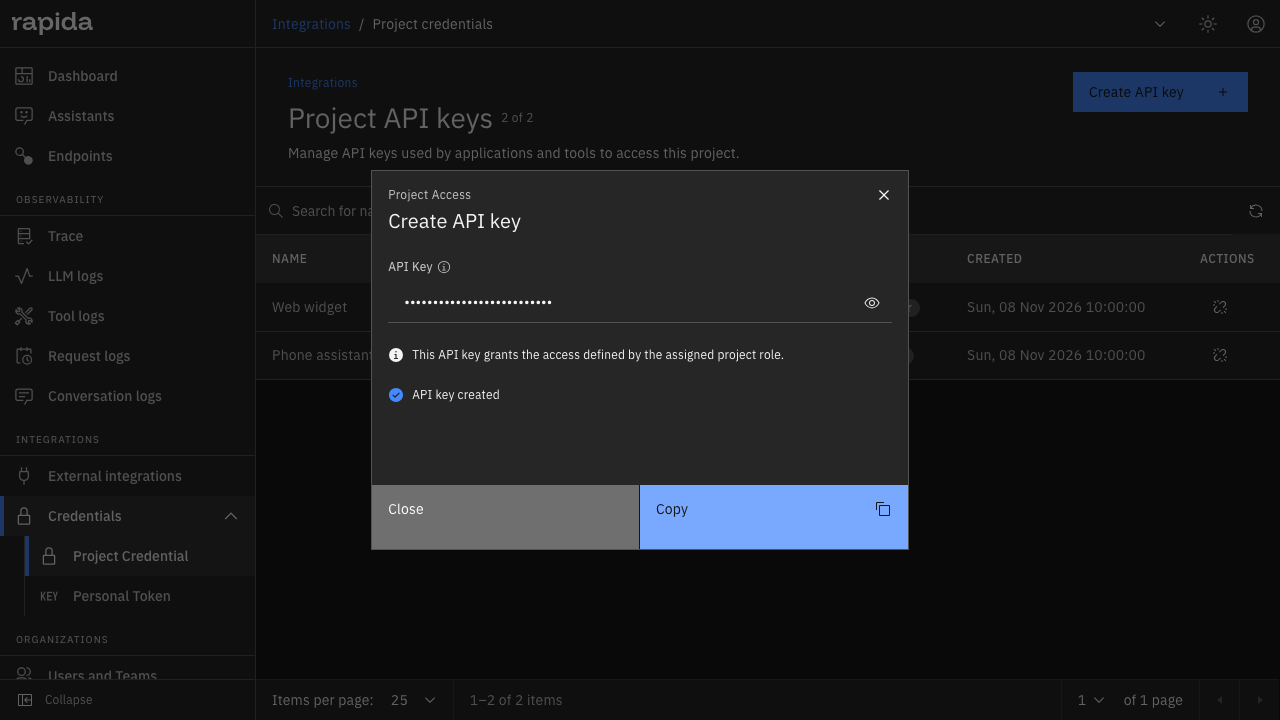 rapida
Integrations / Project credentials
Dashboard
Assistants
Endpoints
OBSERVABILITY
Trace
LLM logs
Tool logs
Request logs
Conversation logs
INTEGRATIONS
External integrations
Credentials
Project Credential
KEY Personal Token
ORGANIZATIONS
Users and Teams
Collapse
Integrations
Project API keys 2 of 2
Manage API keys used by applications and tools to access this project.
Create API key +
Search for
NAME CREATED ACTIONS
Web widget Sun, 08 Nov 2026 10:00:00
Phone assistant Sun, 08 Nov 2026 10:00:00
Project Access
Create API key
API Key
••••••••••••••••••••••••••
This API key grants the access defined by the assigned project role.
API key created
Close
Copy
Items per page: 25 1–2 of 2 items 1 of 1 page